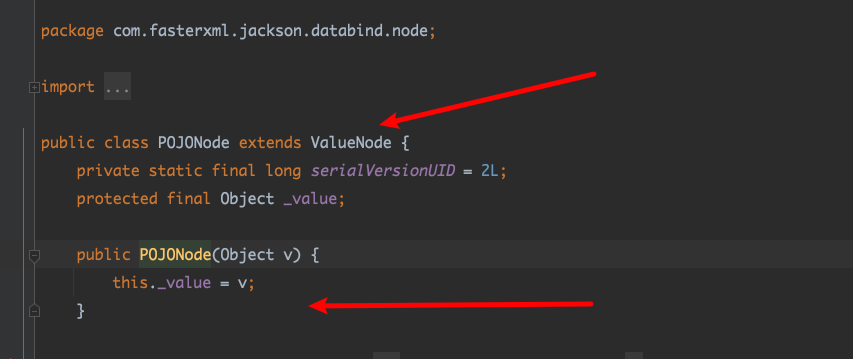 package com.fasterxml.jackson.databind.node;
import ...
public class POJONode extends ValueNode {
private static final long serialVersionUID = 2L;
protected final Object _value;
public POJONode(Object v) {
this._value = v;
}